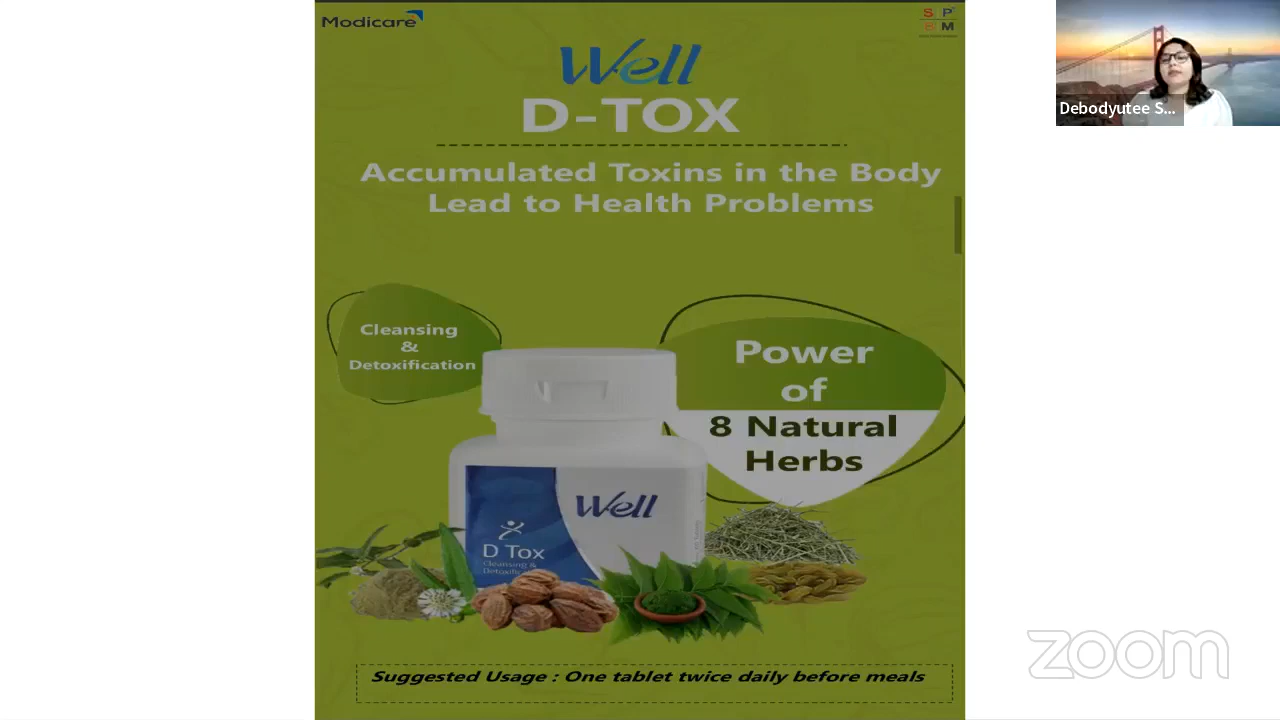 Modicare
S P
B M
Well
D-TOX
Accumulated Toxins in the Body
Lead to Health Problems
Cleansing
&
Detoxification
Power
of
8 Natural
Herbs
Well
D Tox
Cleansing &
Suggested Usage : One tablet twice daily before meals
Debodyutee S...
zoom